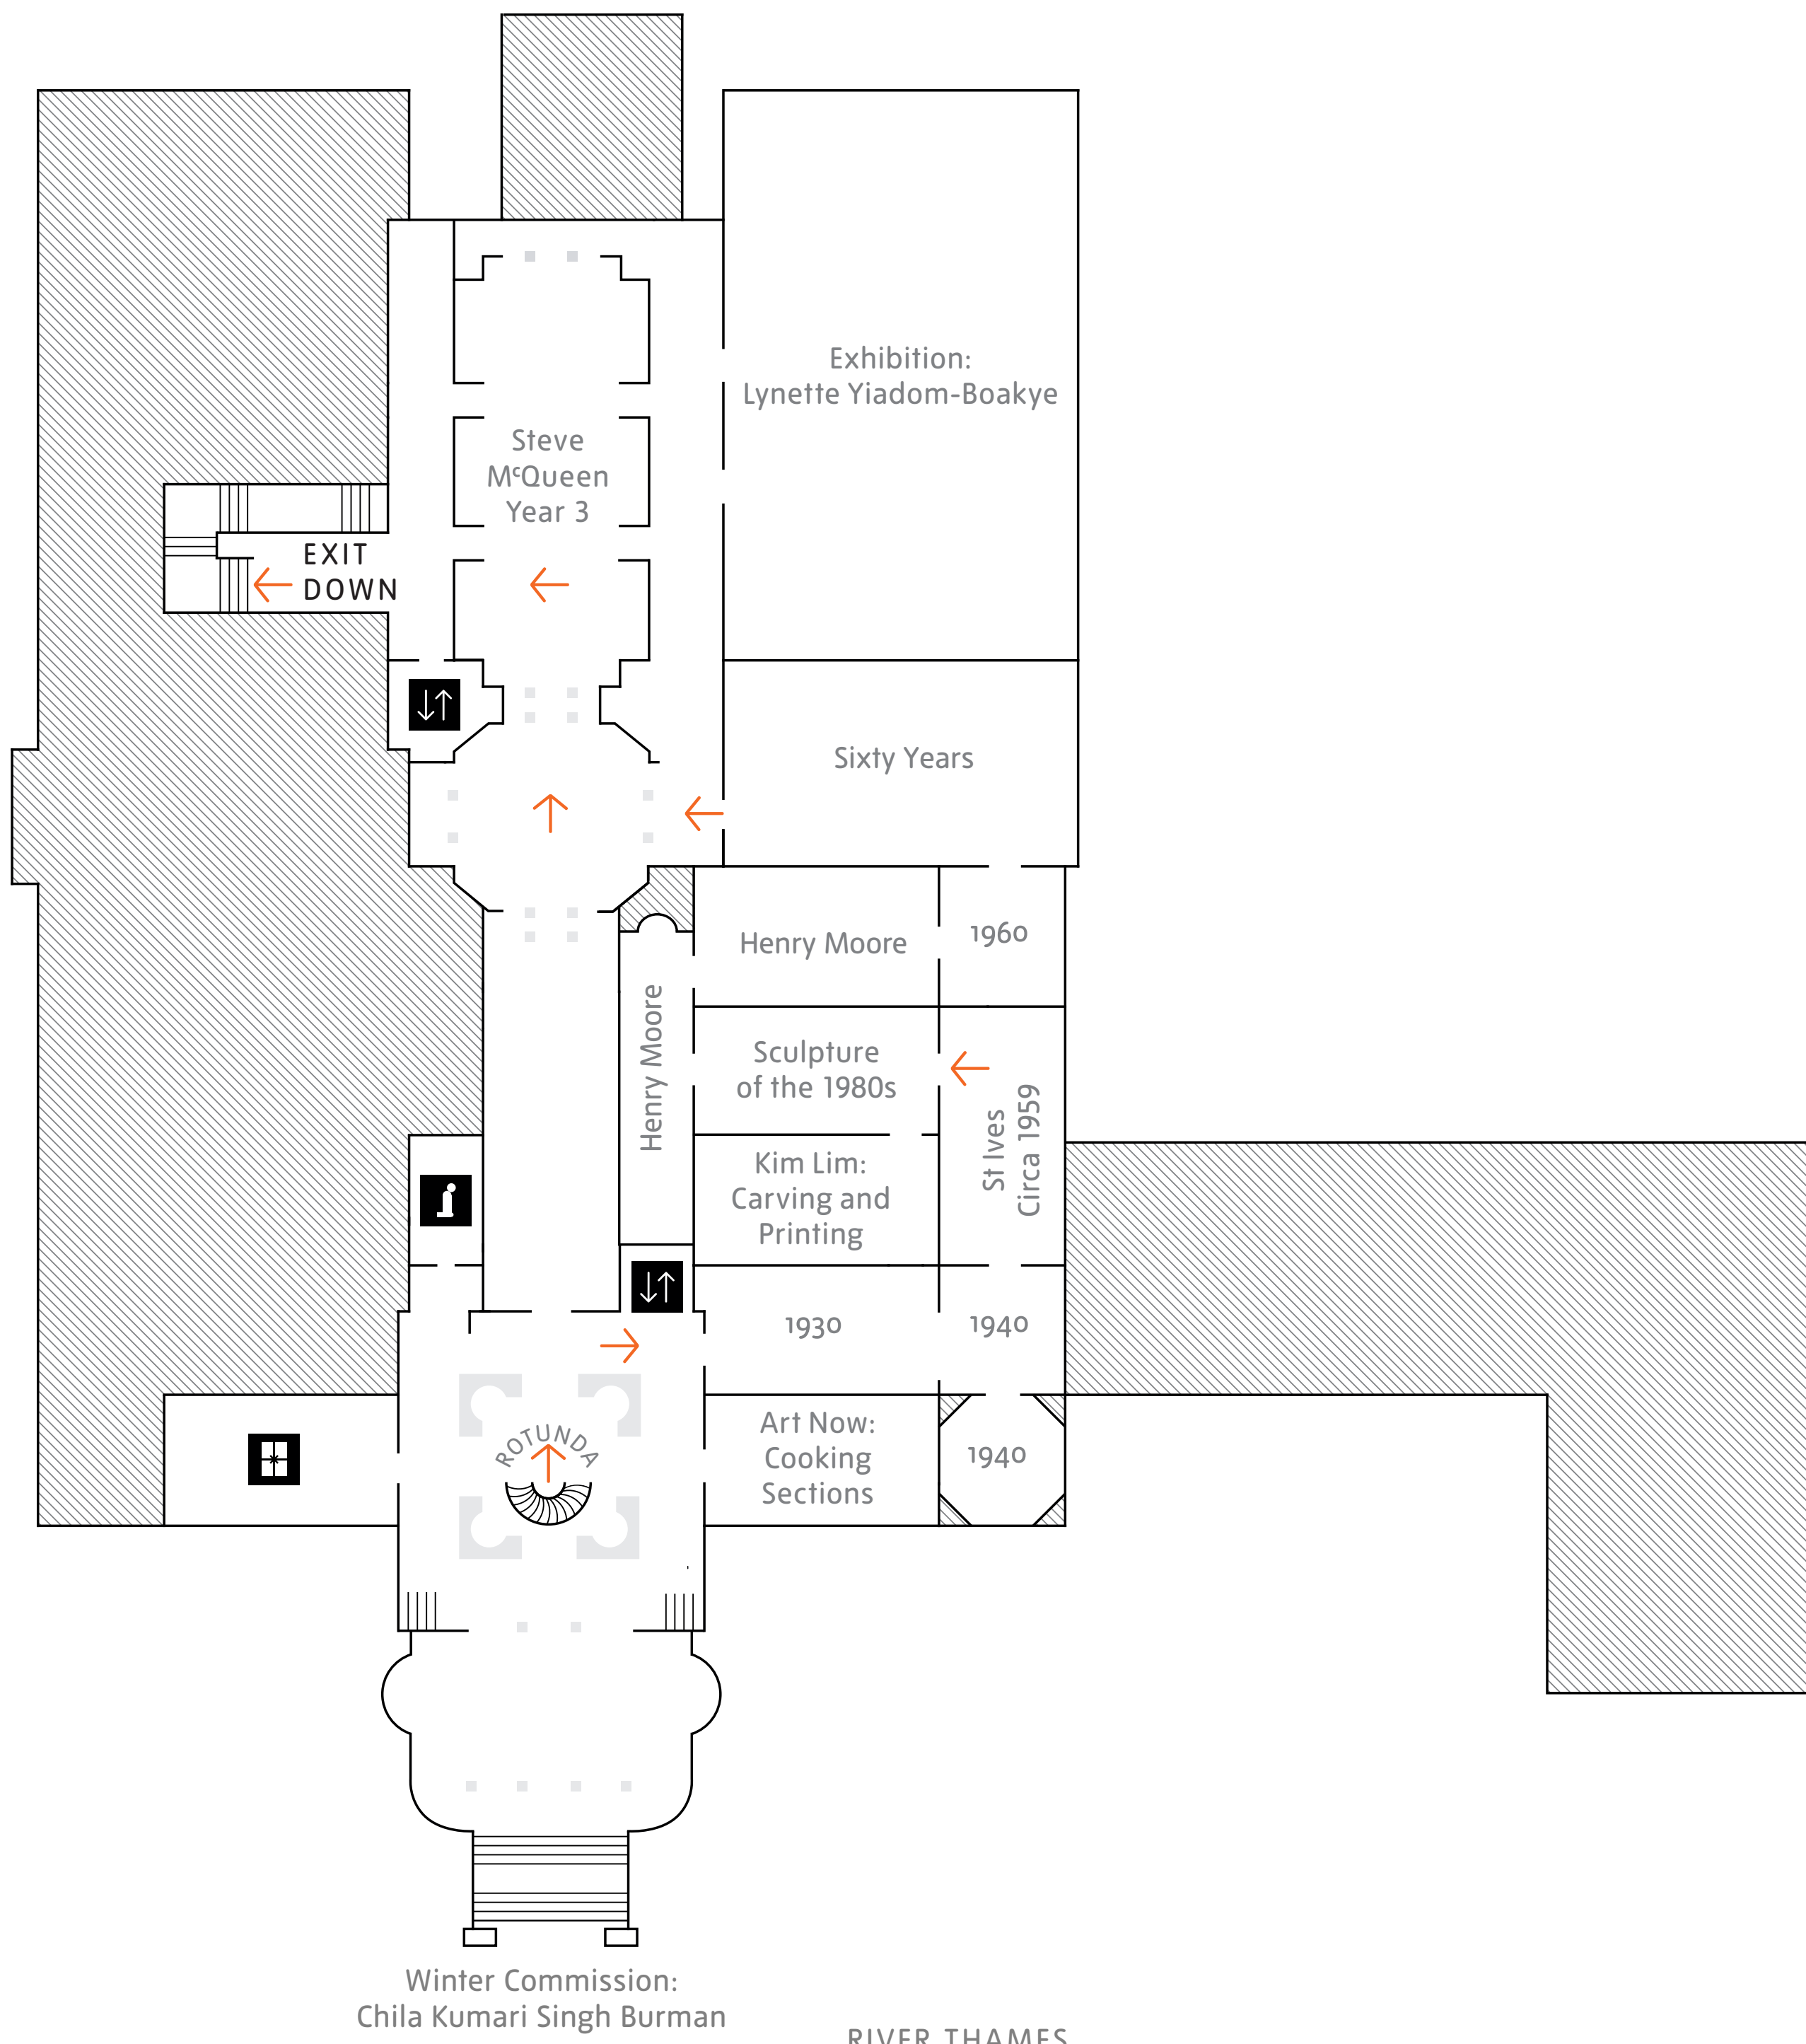 Exhibition:
Lynette Yiadom-Boakye
Steve
McQueen
Year 3
EXIT
DOWN
Sixty Years
Henry Moore
1960
Henry Moore
Sculpture
of the 1980s
St Ives
Circa 1959
Kim Lim:
Carving and
Printing
1930
1940
ROTUNDA
Art Now:
Cooking
Sections
1940
Winter Commission:
Chila Kumari Singh Burman
RIVER THAMES